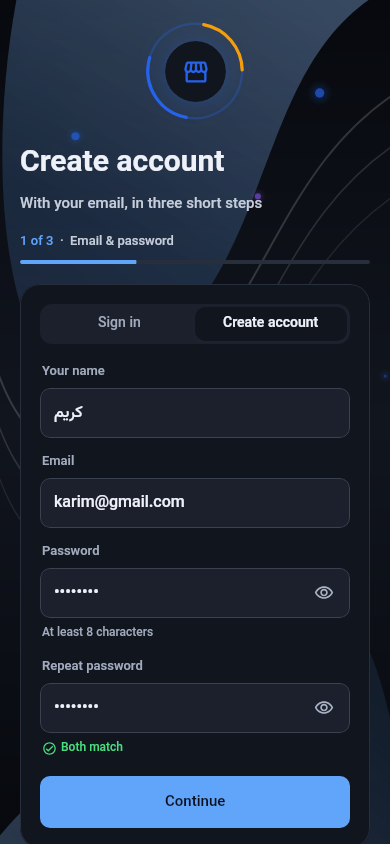 Create account
With your email, in three short steps
1 of 3 · Email & password
Sign in
Create account
Your name
كريم
Email
karim@gmail.com
Password
••••••••
At least 8 characters
Repeat password
••••••••
Both match
Continue